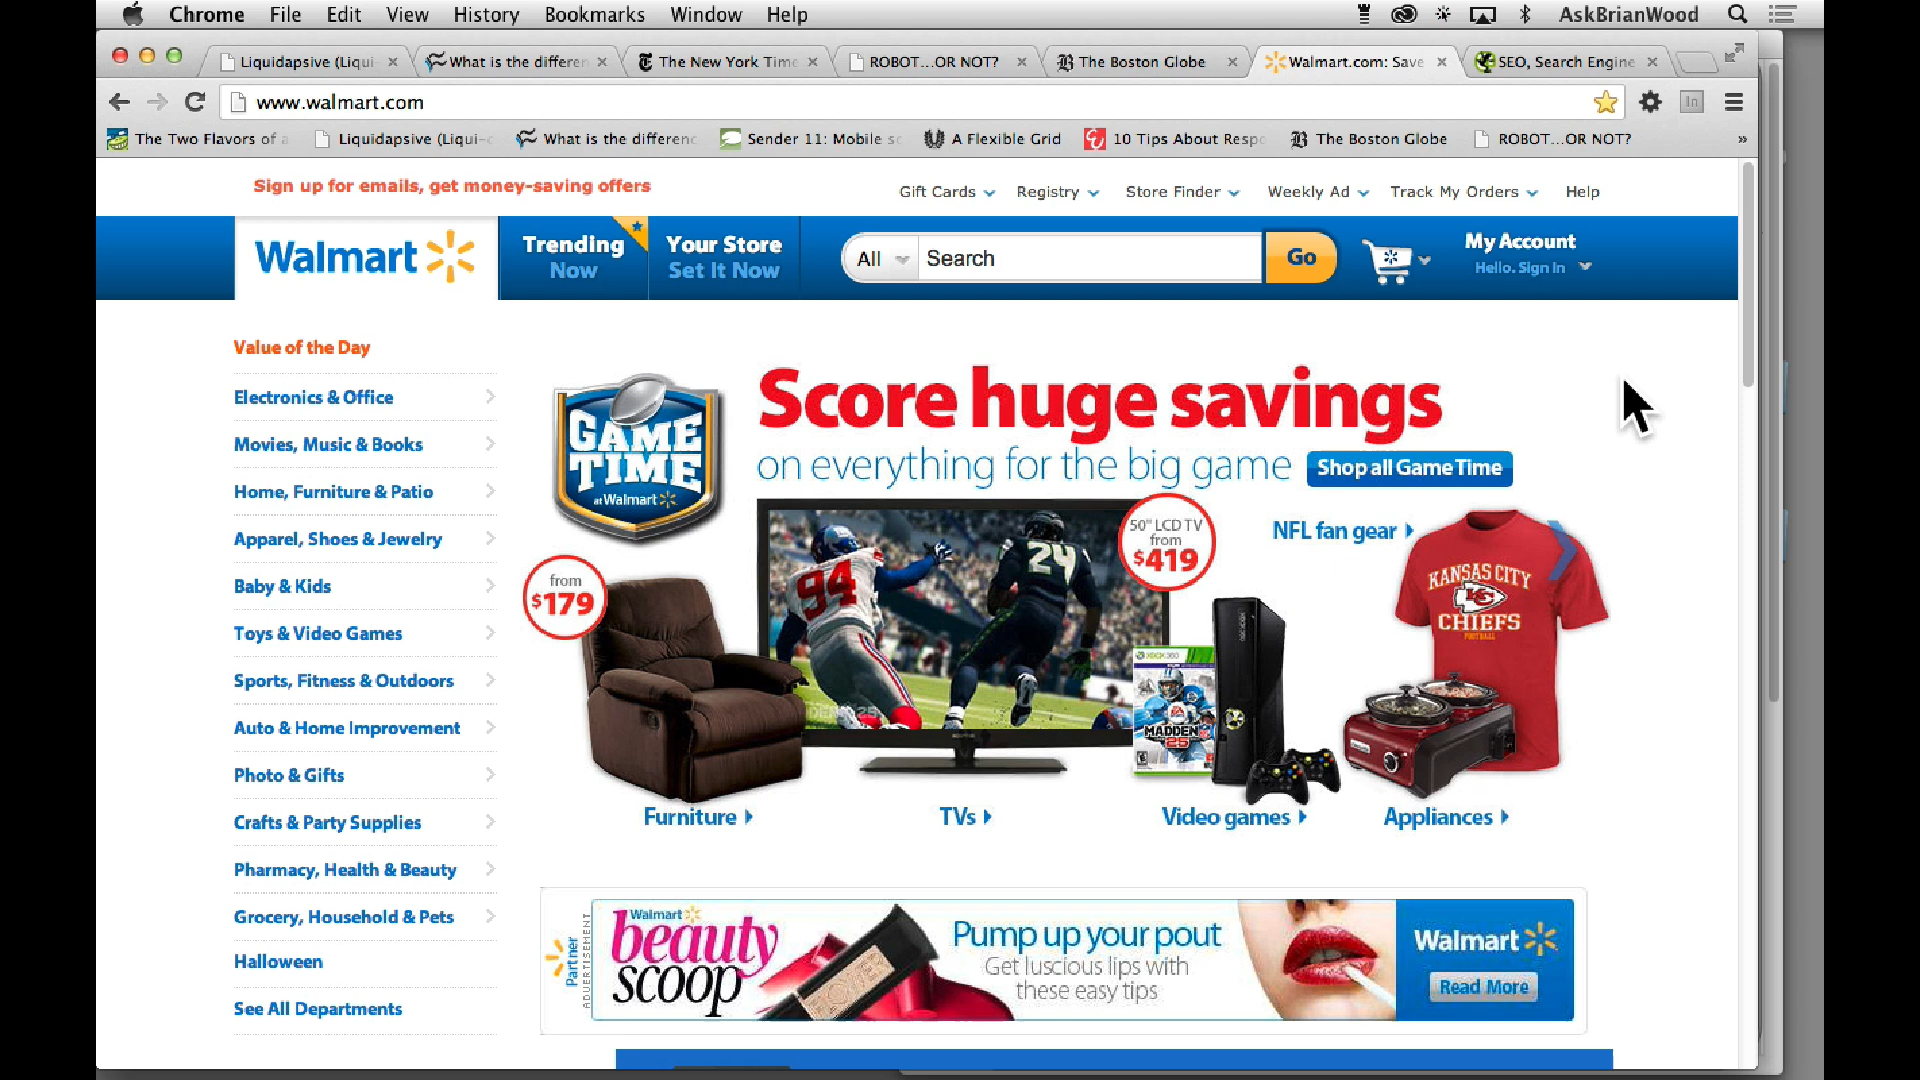 Chrome File Edit View History Bookmarks Window Help AskBrianWood
Liquidapsive (Liqui What is the differen The New York Time ROBOT...OR NOT? The Boston Globe Walmart.com: Save SEO, Search Engine
www.walmart.com
The Two Flavors of a Liquidapsive (Liqui- What is the differenc Sender 11: Mobile sc A Flexible Grid 10 Tips About Respo The Boston Globe ROBOT...OR NOT? »
Sign up for emails, get money-saving offers
Gift Cards Registry Store Finder Weekly Ad Track My Orders Help
Walmart
Trending
Now
Your Store
Set It Now
All Search Go
My Account
Hello. Sign In
Value of the Day
Electronics & Office
Movies, Music & Books
Home, Furniture & Patio
Apparel, Shoes & Jewelry
Baby & Kids
Toys & Video Games
Sports, Fitness & Outdoors
Auto & Home Improvement
Photo & Gifts
Crafts & Party Supplies
Pharmacy, Health & Beauty
Grocery, Household & Pets
Halloween
See All Departments
GAME
TIME
at Walmart
Score huge savings
on everything for the big game
Shop all Game Time
from
$179
94
24
50" LCD TV
from
$419
NFL fan gear
KANSAS CITY
KC
CHIEFS
FOOTBALL
XBOX 360
EA
MADDEN
25
Furniture
TVs
Video games
Appliances
Partner
ADVERTISEMENT
Walmart
beauty
scoop
Pump up your pout
Get luscious lips with
these easy tips
Walmart
Read More